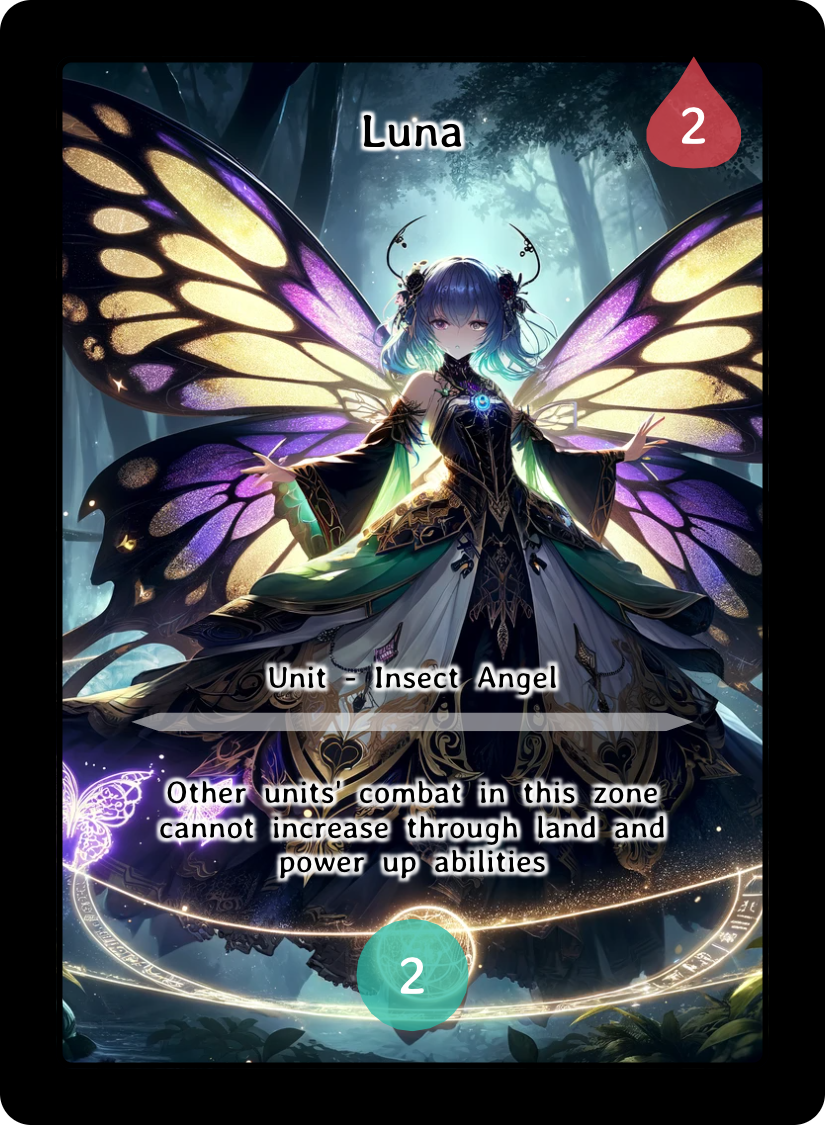 Luna
2
Unit - Insect Angel
Other units' combat in this zone
cannot increase through land and
power up abilities
2